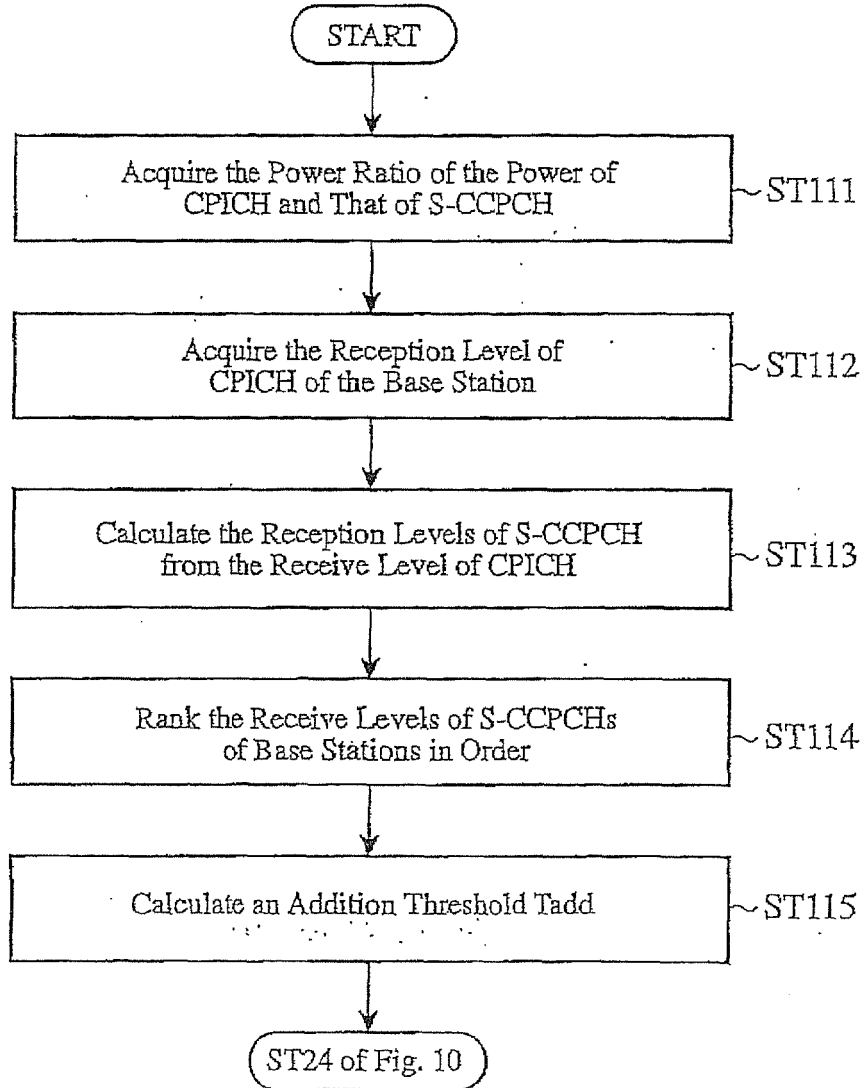 START
Acquire the Power Ratio of the Power of
CPICH and That of S-CCPCH
ST111
Acquire the Reception Level of
CPICH of the Base Station
ST112
Calculate the Reception Levels of S-CCPCH
from the Receive Level of CPICH
ST113
Rank the Receive Levels of S-CCPCHs
of Base Stations in Order
ST114
Calculate an Addition Threshold Tadd
ST115
ST24 of Fig. 10